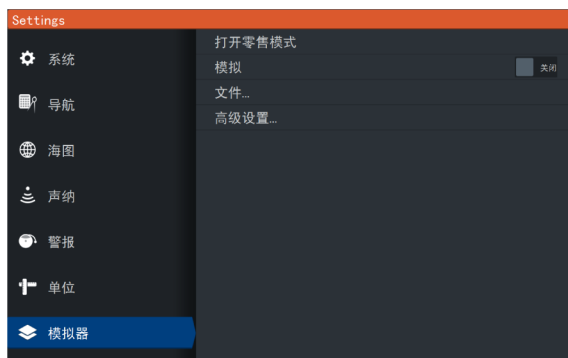 Settings
系统
导航
海图
声纳
警报
单位
模拟器
打开零售模式
模拟
关闭
文件…
高级设置…